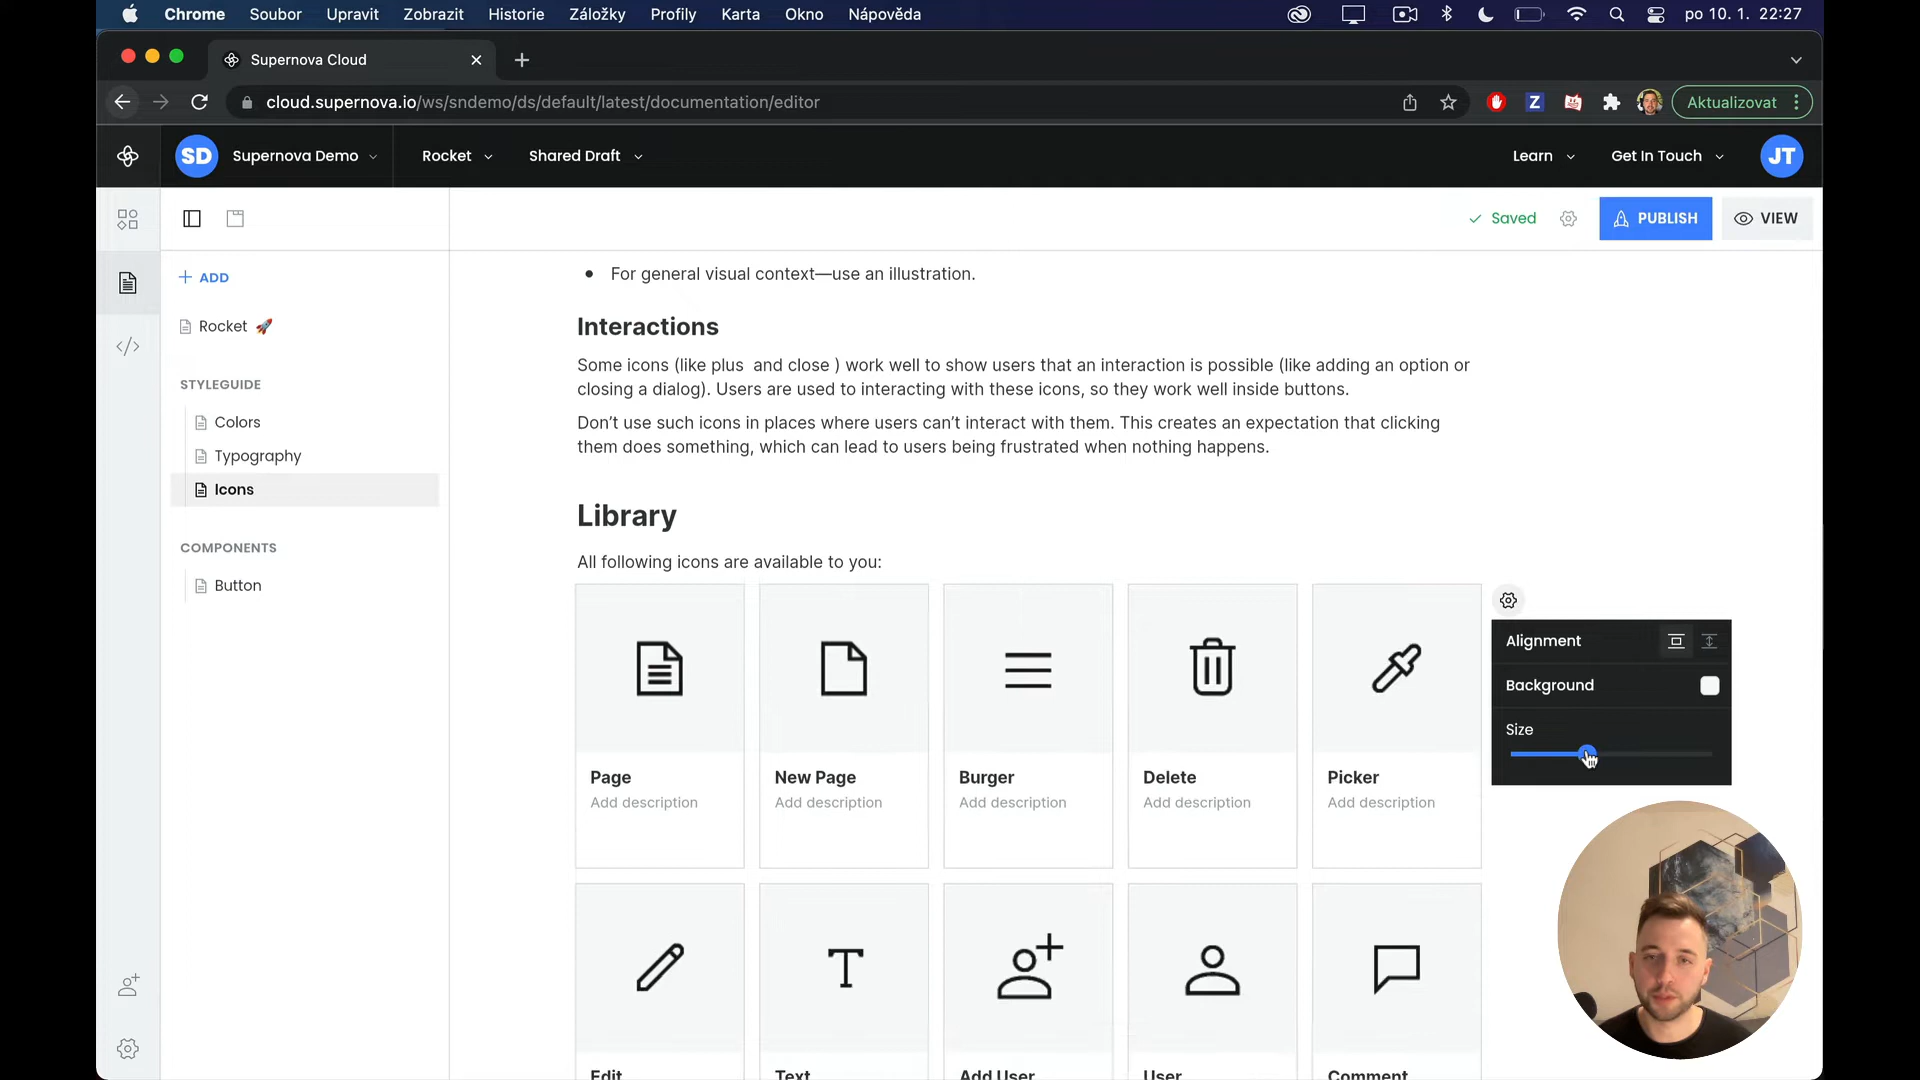 Chrome Soubor Upravit Zobrazit Historie Záložky Profily Karta Okno Nápověda po 10. 1. 22:27
Supernova Cloud
cloud.supernova.io/ws/sndemo/ds/default/latest/documentation/editor Z Aktualizovat
SD Supernova Demo Rocket Shared Draft Learn Get In Touch JT
Saved PUBLISH VIEW
ADD
Rocket 🚀
STYLEGUIDE
Colors
Typography
Icons
COMPONENTS
Button
• For general visual context—use an illustration.
Interactions
Some icons (like plus  and close ) work well to show users that an interaction is possible (like adding an option or
closing a dialog). Users are used to interacting with these icons, so they work well inside buttons.
Don’t use such icons in places where users can’t interact with them. This creates an expectation that clicking
them does something, which can lead to users being frustrated when nothing happens.
Library
All following icons are available to you:
Alignment
Background
Size
Page New Page Burger Delete Picker
Add description Add description Add description Add description Add description
T
Edit Text Add User User Comment